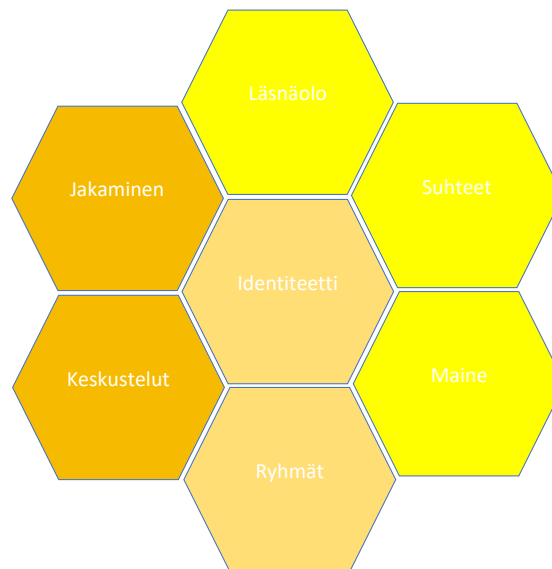 Läsnäolo
Jakaminen
Suhteet
Identiteetti
Keskustelut
Maine
Ryhmät